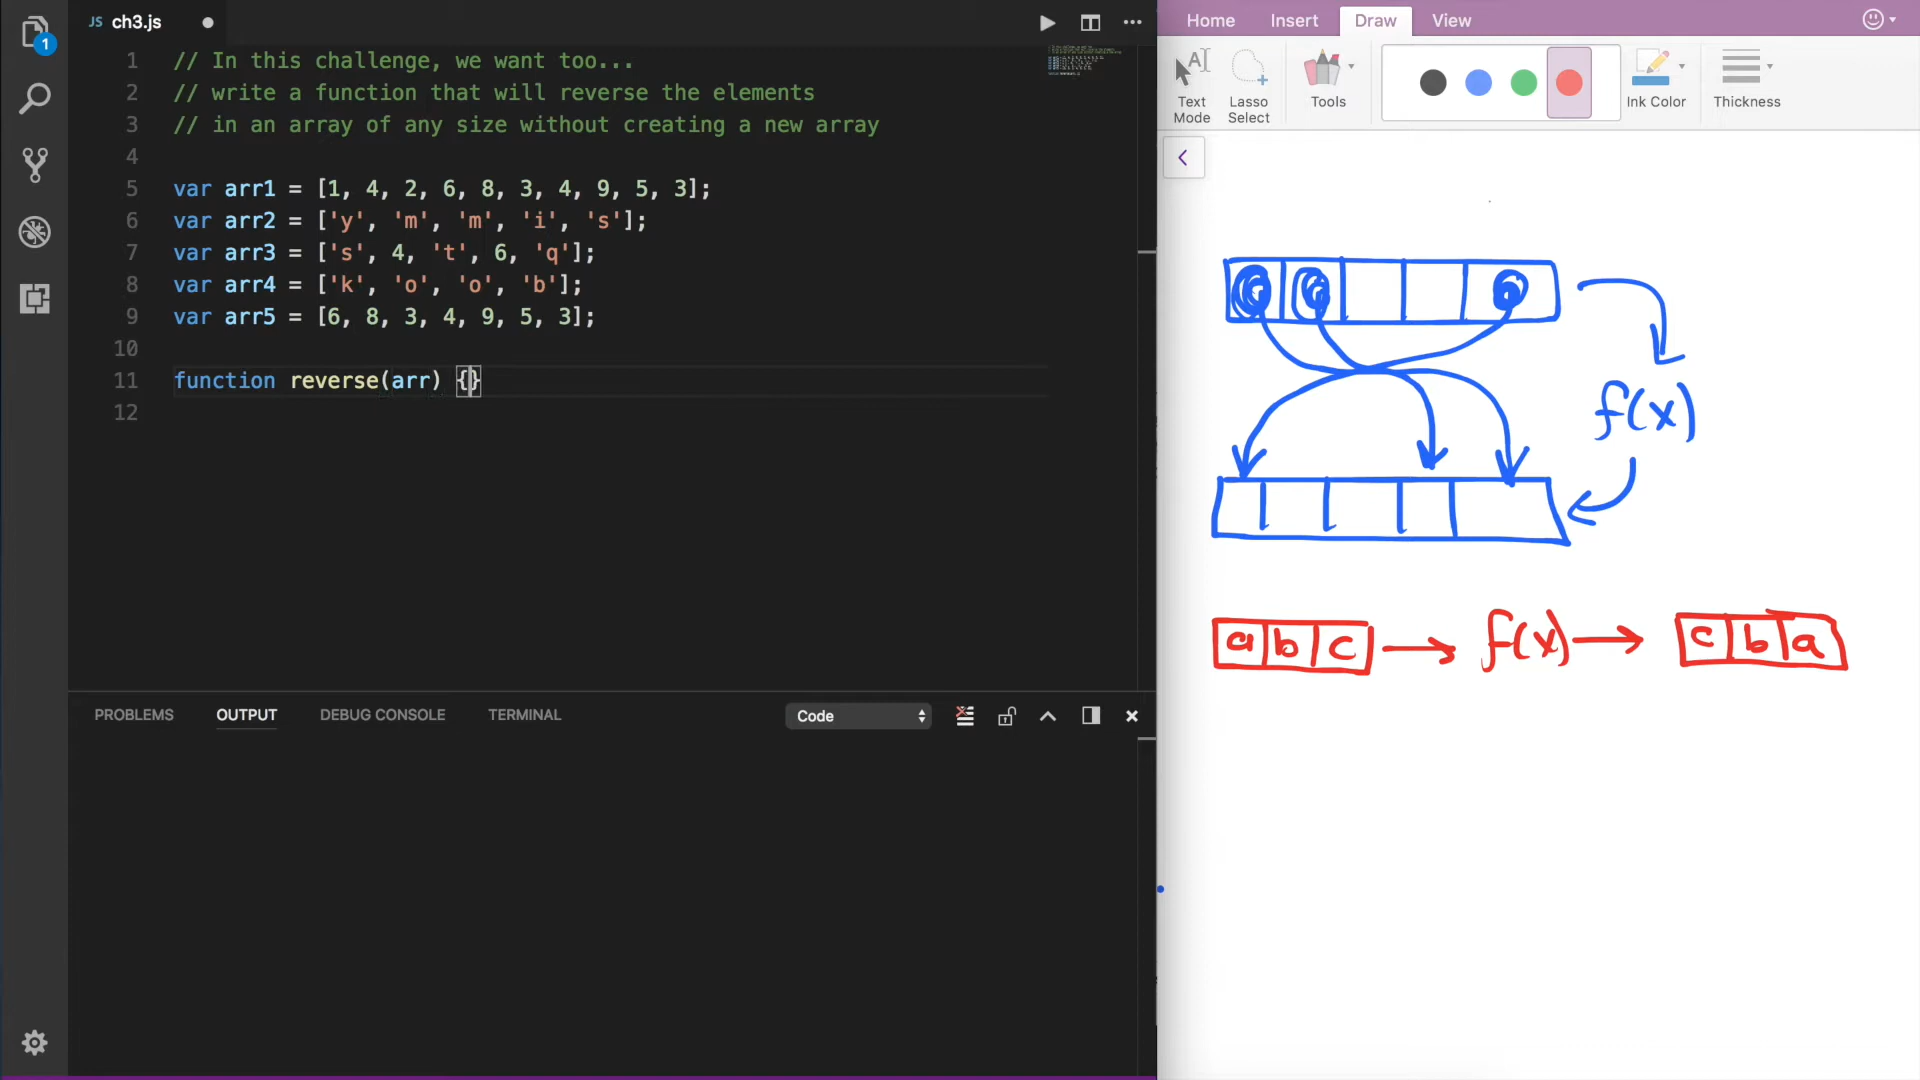 1
JS ch3.js
1 // In this challenge, we want too...
2 // write a function that will reverse the elements
3 // in an array of any size without creating a new array
4
5 var arr1 = [1, 4, 2, 6, 8, 3, 4, 9, 5, 3];
6 var arr2 = ['y', 'm', 'm', 'i', 's'];
7 var arr3 = ['s', 4, 't', 6, 'q'];
8 var arr4 = ['k', 'o', 'o', 'b'];
9 var arr5 = [6, 8, 3, 4, 9, 5, 3];
10
11 function reverse(arr) {}
12
PROBLEMS OUTPUT DEBUG CONSOLE TERMINAL Code
Home Insert Draw View
Text Mode
Lasso Select
Tools
Ink Color
Thickness
f(x)
a b c f(x) c b a